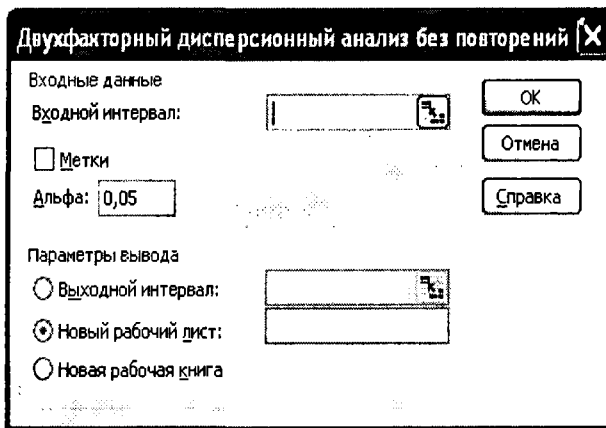 Двухфакторный дисперсионный анализ без повторений
Входные данные
Входной интервал:
Метки
Альфа: 0,05
Параметры вывода
Выходной интервал:
Новый рабочий лист:
Новая рабочая книга
ОК
Отмена
Справка